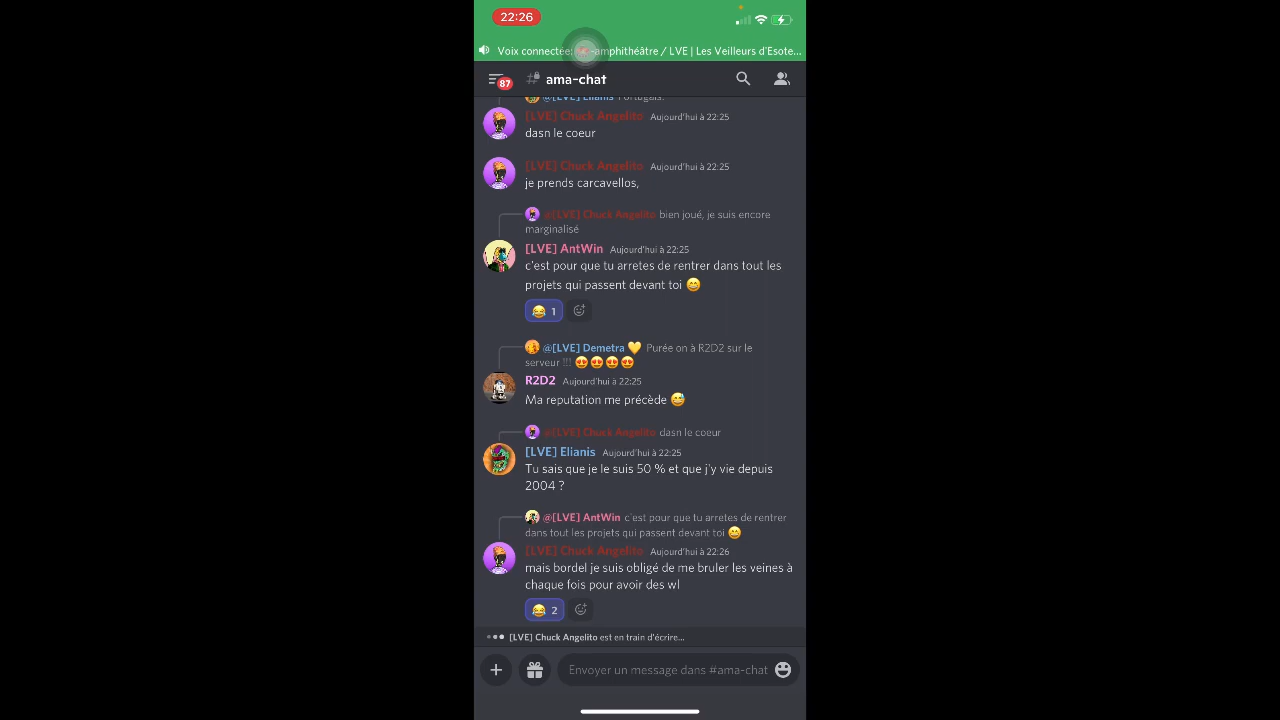 22:26
Voix connectée: -amphithéâtre / LVE | Les Veilleurs d'Esote...
87 # ama-chat
@[LVE] Elianis Portugais.
[LVE] Chuck Angelito Aujourd'hui à 22:25
dasn le coeur
[LVE] Chuck Angelito Aujourd'hui à 22:25
je prends carcavellos,
@[LVE] Chuck Angelito bien joué, je suis encore
marginalisé
[LVE] AntWin Aujourd'hui à 22:25
c'est pour que tu arretes de rentrer dans tout les
projets qui passent devant toi 😄
😂 1
@[LVE] Demetra 💛 Purée on à R2D2 sur le
serveur !!! 😍😍😍😍
R2D2 Aujourd'hui à 22:25
Ma reputation me précède 😅
@[LVE] Chuck Angelito dasn le coeur
[LVE] Elianis Aujourd'hui à 22:25
Tu sais que je le suis 50 % et que j'y vie depuis
2004 ?
@[LVE] AntWin c'est pour que tu arretes de rentrer
dans tout les projets qui passent devant toi 😄
[LVE] Chuck Angelito Aujourd'hui à 22:26
mais bordel je suis obligé de me bruler les veines à
chaque fois pour avoir des wl
😂 2
[LVE] Chuck Angelito est en train d'écrire...
Envoyer un message dans #ama-chat